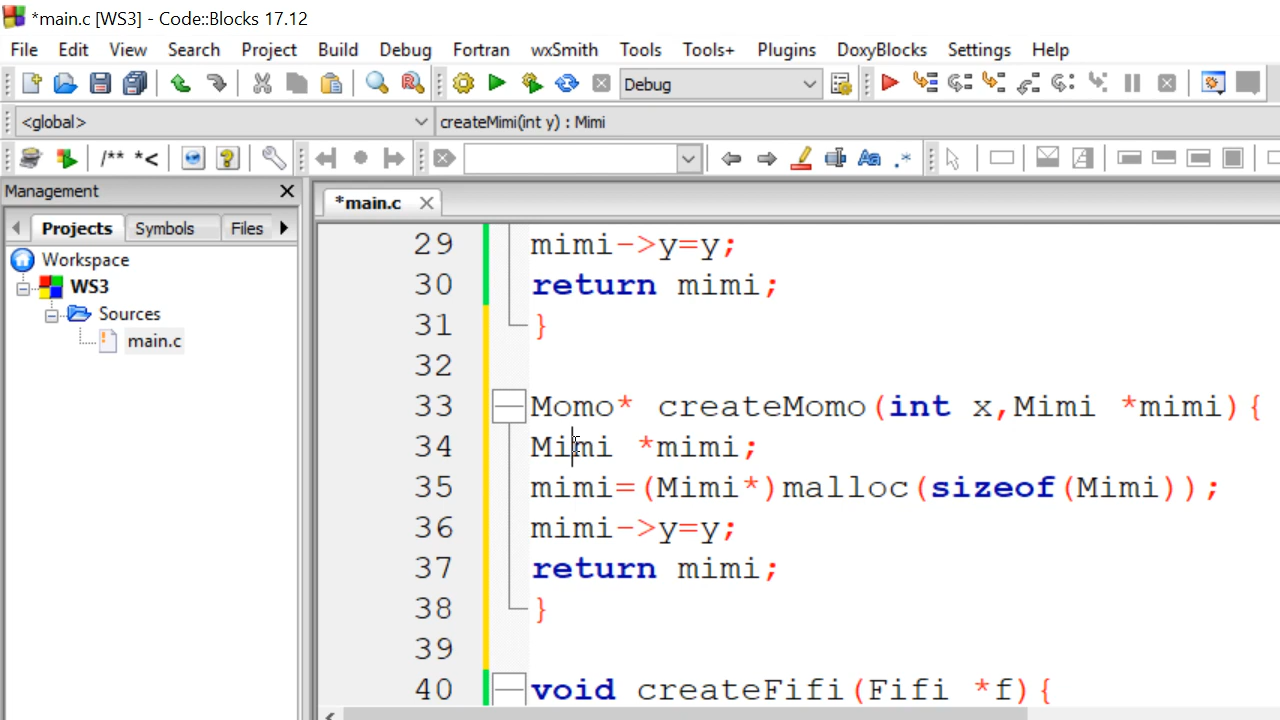 *main.c [WS3] - Code::Blocks 17.12
File Edit View Search Project Build Debug Fortran wxSmith Tools Tools+ Plugins DoxyBlocks Settings Help
Debug
<global> createMimi(int y) : Mimi
/** *<
Management
Projects Symbols Files
*main.c
Workspace
WS3
Sources
main.c
29 mimi->y=y;
30 return mimi;
31 }
32
33 Momo* createMomo(int x,Mimi *mimi){
34 Mimi *mimi;
35 mimi=(Mimi*)malloc(sizeof(Mimi));
36 mimi->y=y;
37 return mimi;
38 }
39
40 void createFifi(Fifi *f){